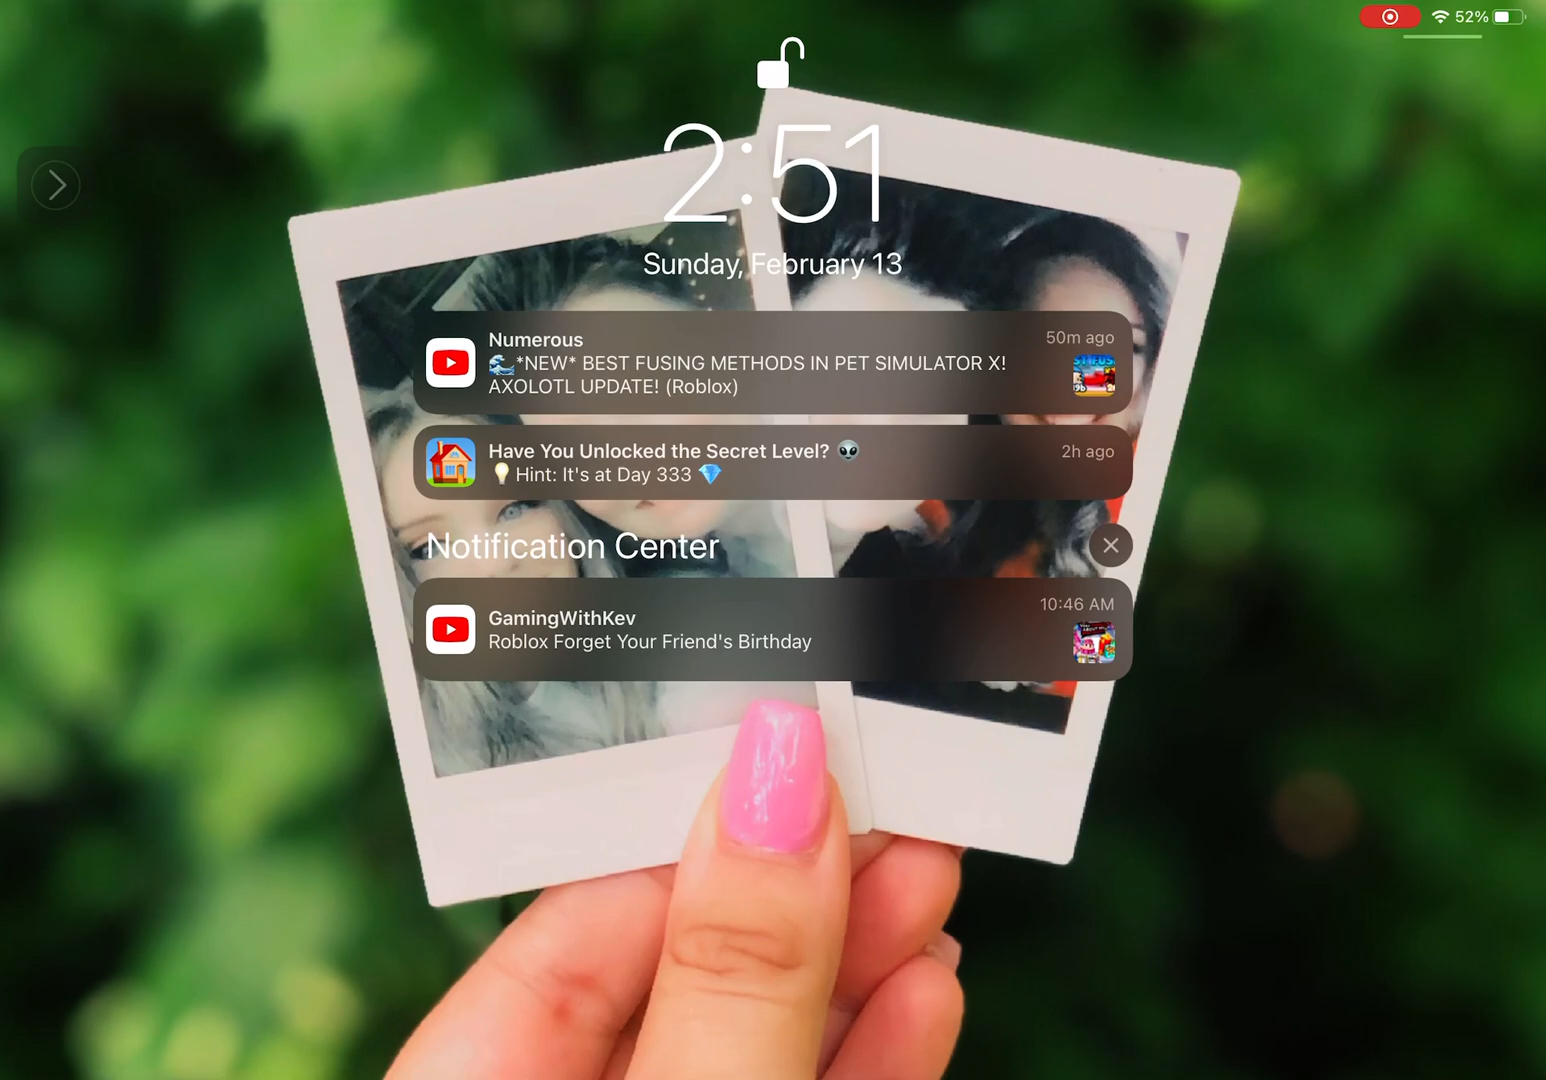 52%
2:51
Sunday, February 13
Numerous
50m ago
🌊*NEW* BEST FUSING METHODS IN PET SIMULATOR X!
AXOLOTL UPDATE! (Roblox)
Have You Unlocked the Secret Level? 👽
2h ago
💡Hint: It's at Day 333 💎
Notification Center
10:46 AM
GamingWithKev
Roblox Forget Your Friend's Birthday